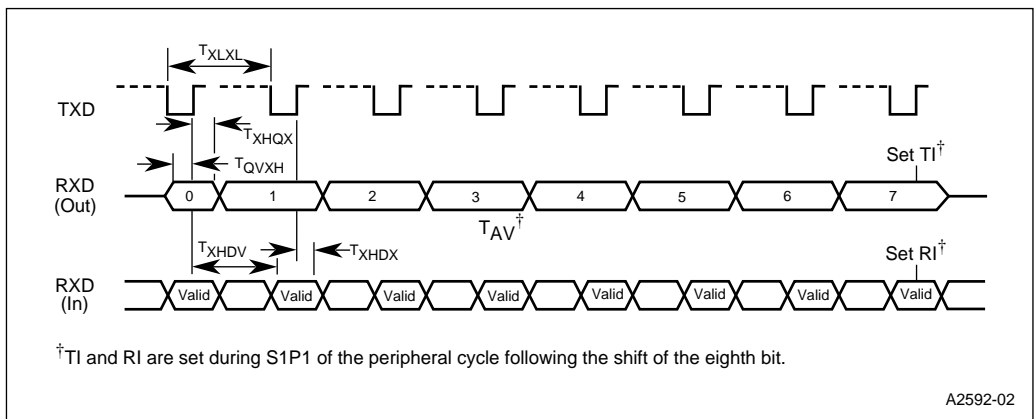 TXLXL
TXD
TXHQX
TQVXH
Set TI†
RXD
(Out)
0 1 2 3 4 5 6 7
TAV†
TXHDV
TXHDX
Set RI†
RXD
(In)
Valid Valid Valid Valid Valid Valid Valid Valid
†TI and RI are set during S1P1 of the peripheral cycle following the shift of the eighth bit.
A2592-02